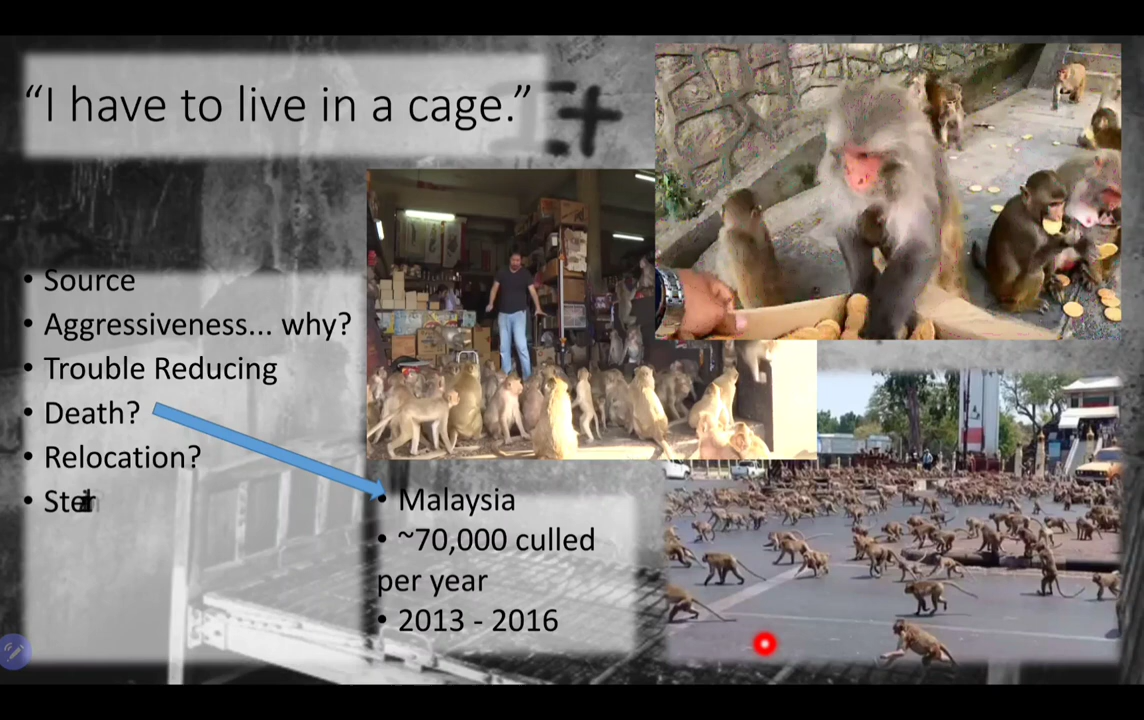 “I have to live in a cage.”
• Source
• Aggressiveness... why?
• Trouble Reducing
• Death?
• Relocation?
• Malaysia
• ~70,000 culled
per year
• 2013 - 2016